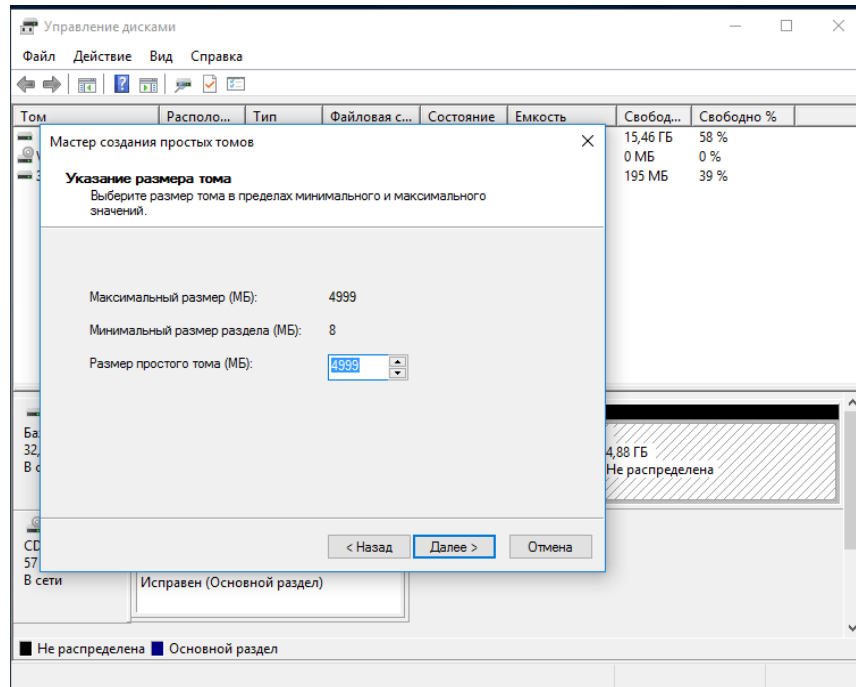 Управление дисками
Файл Действие Вид Справка
Том Располо... Тип Файловая с... Состояние Емкость Свобод... Свободно %
15,46 ГБ 58 %
0 МБ 0 %
195 МБ 39 %
Мастер создания простых томов
Указание размера тома
Выберите размер тома в пределах минимального и максимального
значений.
Максимальный размер (МБ): 4999
Минимальный размер раздела (МБ): 8
Размер простого тома (МБ): 4999
< Назад Далее > Отмена
Ба
32,
В с
4,88 ГБ
Не распределена
CD
57
В сети
Исправен (Основной раздел)
Не распределена Основной раздел